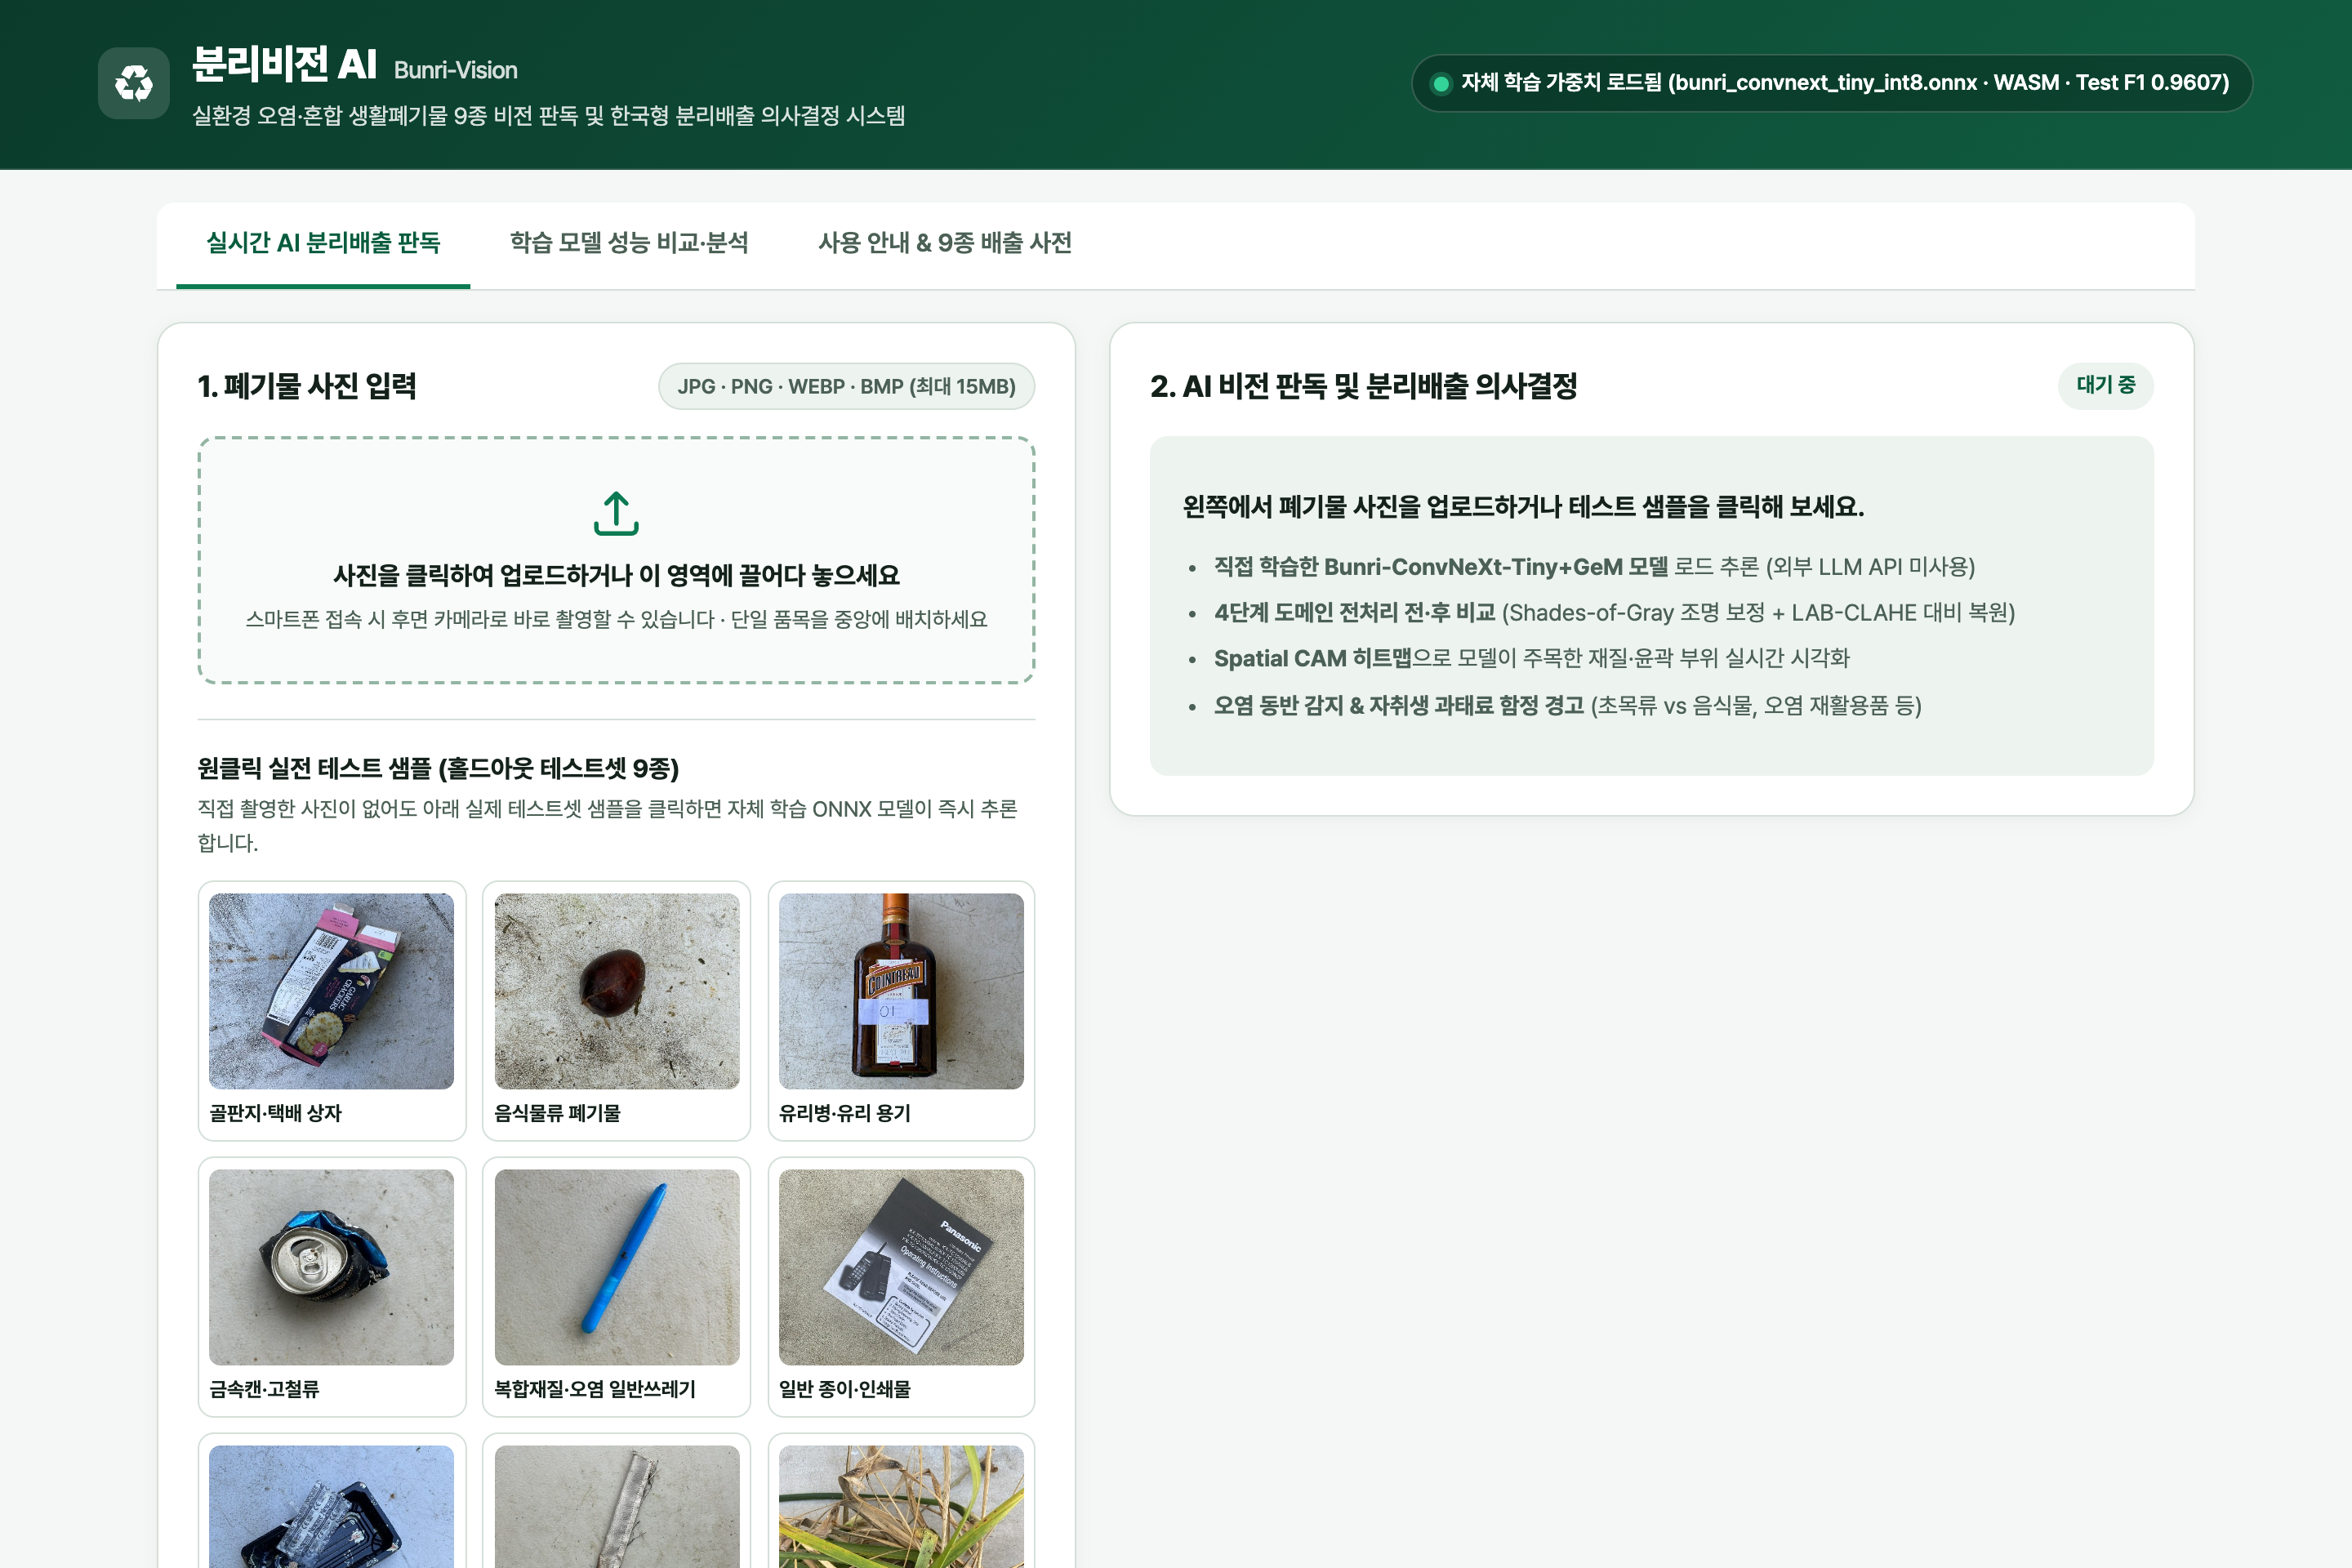 분리비전 AI Bunri-Vision
실환경 오염·혼합 생활폐기물 9종 비전 판독 및 한국형 분리배출 의사결정 시스템
자체 학습 가중치 로드됨 (bunri_convnext_tiny_int8.onnx · WASM · Test F1 0.9607)
실시간 AI 분리배출 판독
학습 모델 성능 비교·분석
사용 안내 & 9종 배출 사전
1. 폐기물 사진 입력
JPG · PNG · WEBP · BMP (최대 15MB)
사진을 클릭하여 업로드하거나 이 영역에 끌어다 놓으세요
스마트폰 접속 시 후면 카메라로 바로 촬영할 수 있습니다 · 단일 품목을 중앙에 배치하세요
원클릭 실전 테스트 샘플 (홀드아웃 테스트셋 9종)
직접 촬영한 사진이 없어도 아래 실제 테스트셋 샘플을 클릭하면 자체 학습 ONNX 모델이 즉시 추론
합니다.
GARLIC
CRACKERS
COINTREAU
골판지·택배 상자
음식물류 폐기물
유리병·유리 용기
Panasonic
Operating Instructions
금속캔·고철류
복합재질·오염 일반쓰레기
일반 종이·인쇄물
2. AI 비전 판독 및 분리배출 의사결정
대기 중
왼쪽에서 폐기물 사진을 업로드하거나 테스트 샘플을 클릭해 보세요.
• 직접 학습한 Bunri-ConvNeXt-Tiny+GeM 모델 로드 추론 (외부 LLM API 미사용)
• 4단계 도메인 전처리 전·후 비교 (Shades-of-Gray 조명 보정 + LAB-CLAHE 대비 복원)
• Spatial CAM 히트맵으로 모델이 주목한 재질·윤곽 부위 실시간 시각화
• 오염 동반 감지 & 자취생 과태료 함정 경고 (초목류 vs 음식물, 오염 재활용품 등)